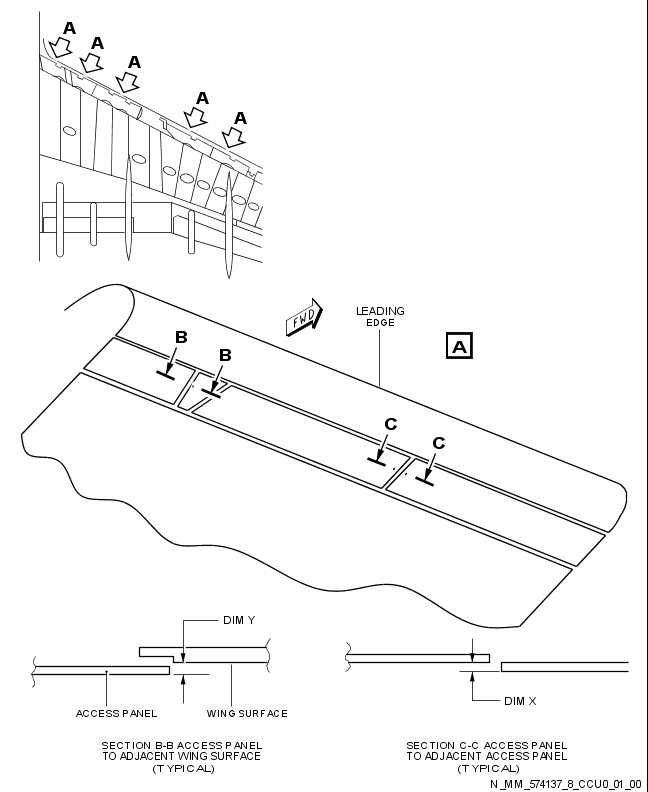 A
A
A
A
A
FWD
LEADING
EDGE
A
B
B
C
C
DIM Y
ACCESS PANEL
WING SURFACE
DIM X
SECTION B-B ACCESS PANEL
TO ADJACENT WING SURFACE
(TYPICAL)
SECTION C-C ACCESS PANEL
TO ADJACENT ACCESS PANEL
(TYPICAL)
N_MM_574137_8_CCU0_01_00